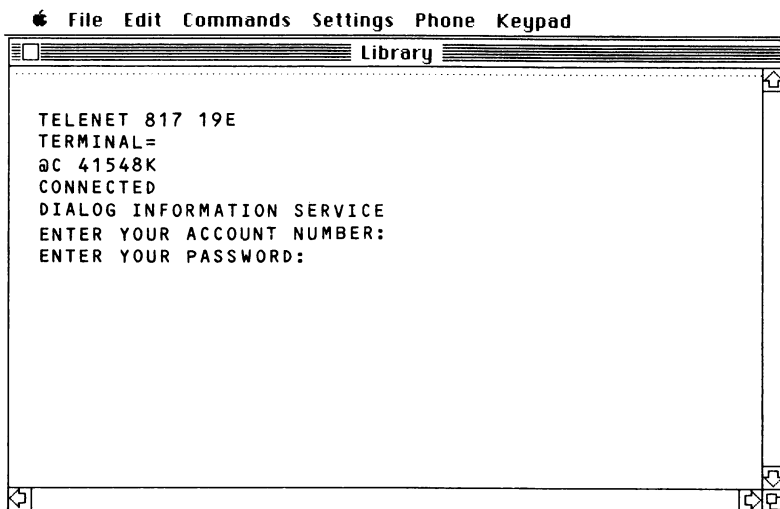 File Edit Commands Settings Phone Keypad
Library
TELENET 817 19E
TERMINAL=
@C 41548K
CONNECTED
DIALOG INFORMATION SERVICE
ENTER YOUR ACCOUNT NUMBER:
ENTER YOUR PASSWORD: